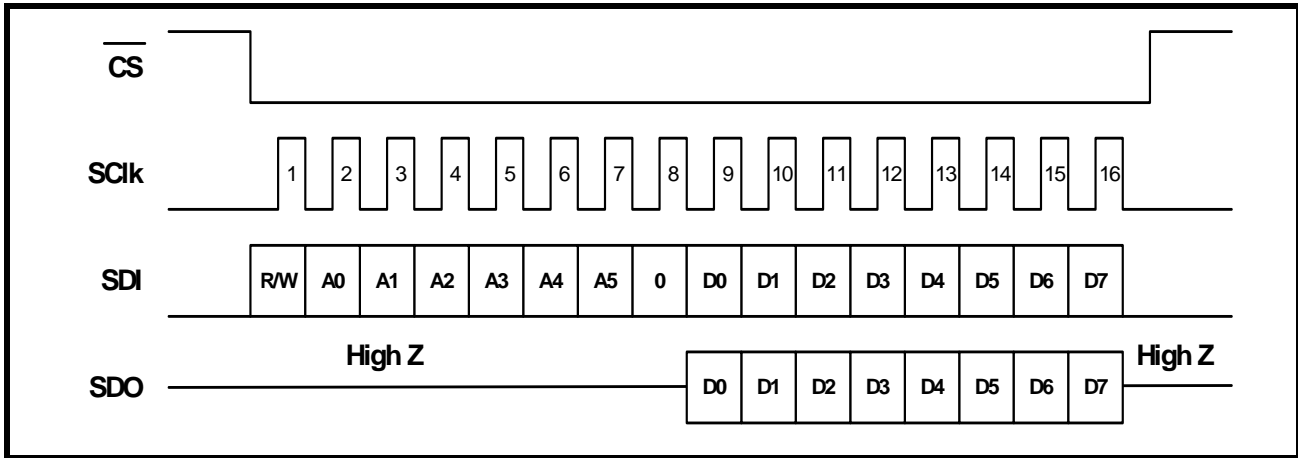 CS
SClk 1 2 3 4 5 6 7 8 9 10 11 12 13 14 15 16
SDI R/W A0 A1 A2 A3 A4 A5 0 D0 D1 D2 D3 D4 D5 D6 D7
High Z High Z
SDO D0 D1 D2 D3 D4 D5 D6 D7